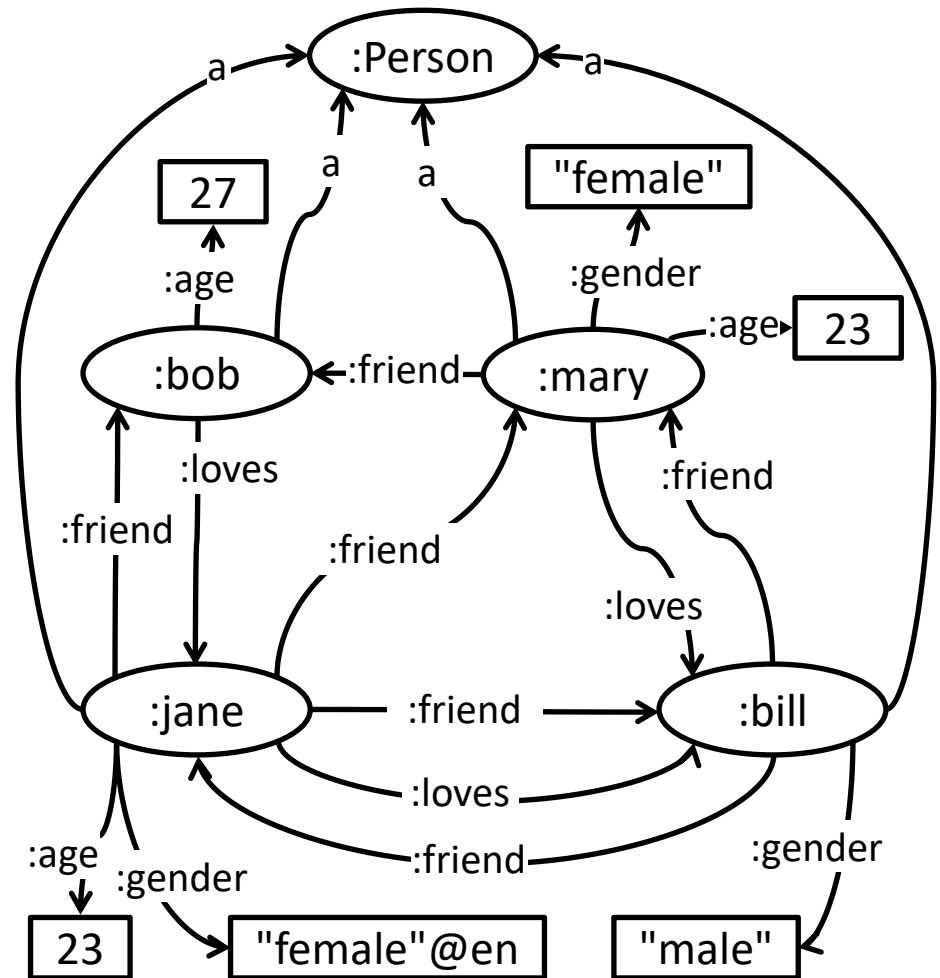 :Person
a
a
a
a
27
"female"
:age
:gender
:age
23
:bob
:friend
:mary
:loves
:friend
:friend
:friend
:loves
:jane
:friend
:bill
:loves
:friend
:age
:gender
:gender
23
"female"@en
"male"